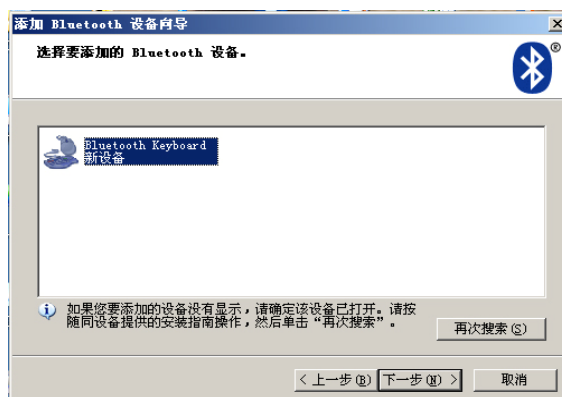 添加 Bluetooth 设备向导
选择要添加的 Bluetooth 设备。
®
Bluetooth Keyboard
新设备
如果您要添加的设备没有显示，请确定该设备已打开。请按
随同设备提供的安装指南操作，然后单击“再次搜索”。
再次搜索(S)
< 上一步(B)
下一步(N) >
取消